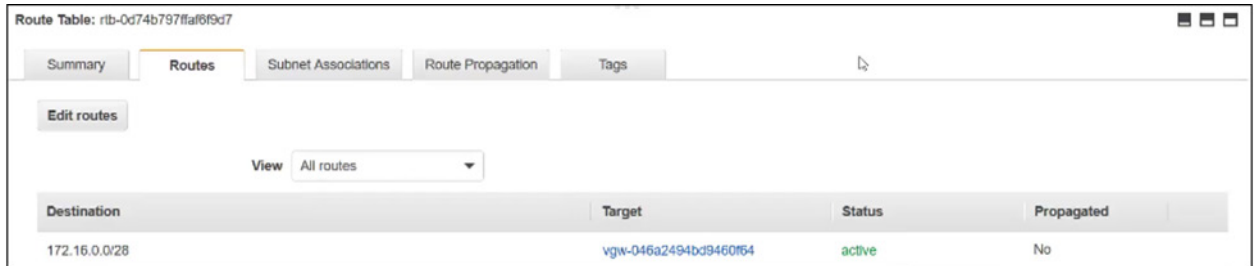 Route Table: rtb-0d74b797ffaf6f9d7
Summary Routes Subnet Associations Route Propagation Tags
Edit routes
View All routes
Destination Target Status Propagated
172.16.0.0/28 vgw-046a2494bd9460f64 active No